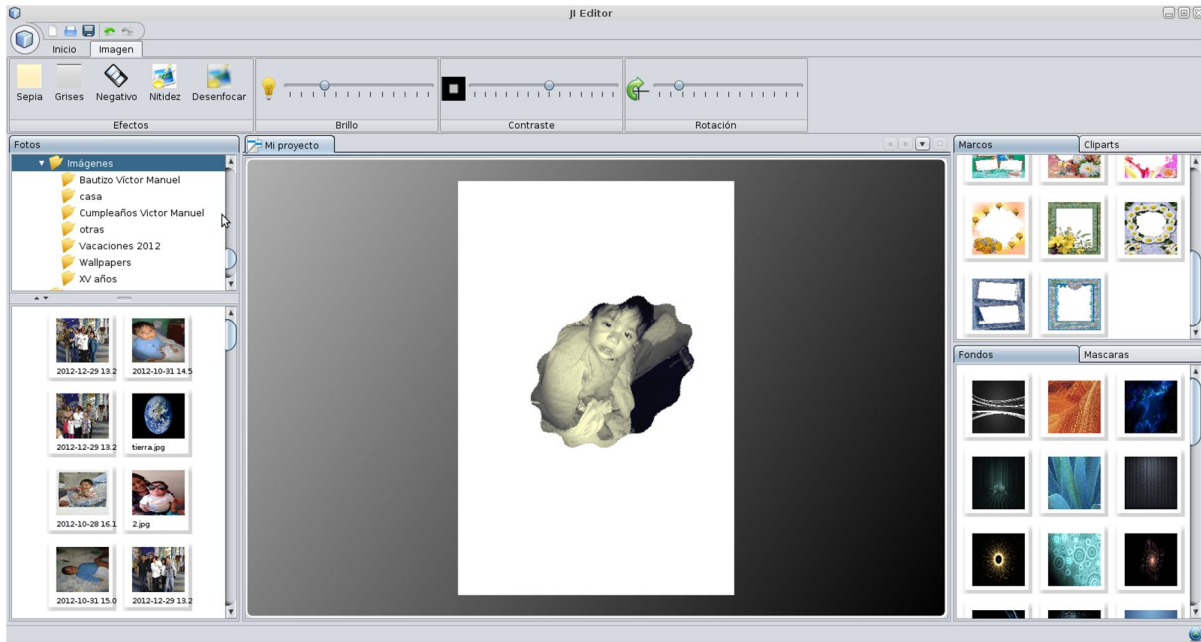 JI Editor
Inicio Imagen
Sepia Grises Negativo Nitidez Desenfocar
Efectos Brillo Contraste Rotación
Fotos Mi proyecto Marcos Cliparts
Imágenes
Bautizo Víctor Manuel
casa
Cumpleaños Victor Manuel
otras
Vacaciones 2012
Wallpapers
XV años
Fondos Mascaras
2012-12-29 13.2 2012-10-31 14.5
2012-12-29 13.2 tierra.jpg
2012-10-28 16.1 2.jpg
2012-10-31 15.0 2012-12-29 13.2